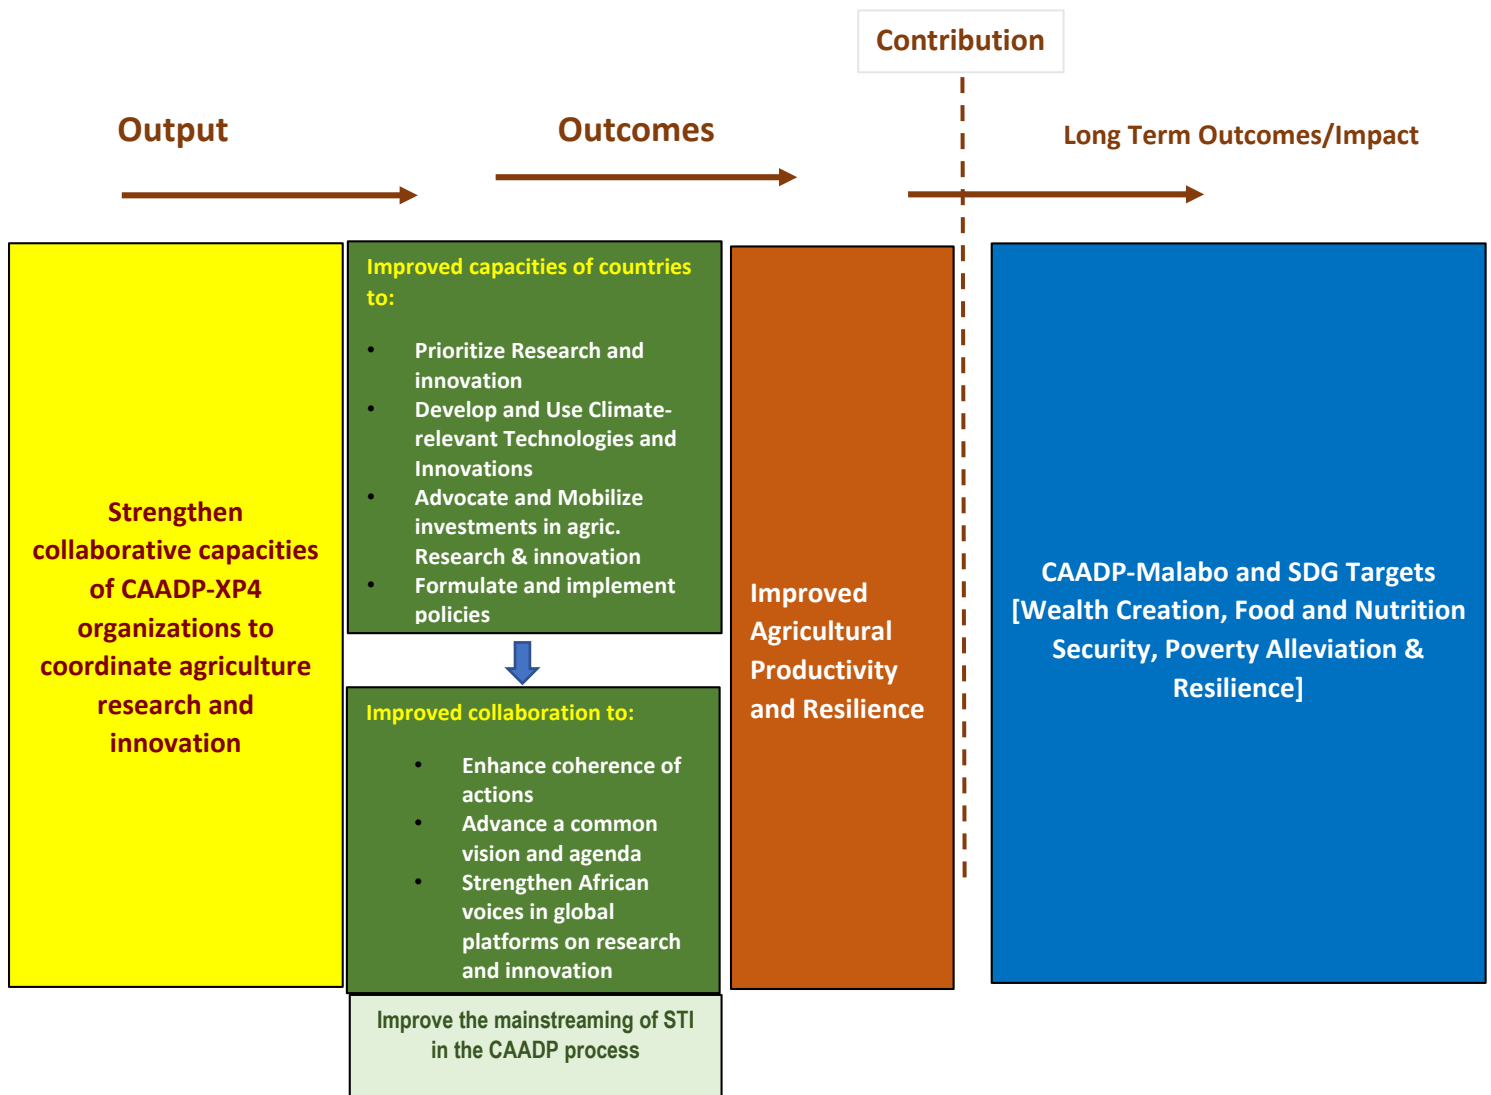 Contribution
Output
Outcomes
Long Term Outcomes/Impact
Strengthen
collaborative capacities
of CAADP-XP4
organizations to
coordinate agriculture
research and
innovation
Improved capacities of countries
to:
• Prioritize Research and
innovation
• Develop and Use Climate-
relevant Technologies and
Innovations
• Advocate and Mobilize
investments in agric.
Research & innovation
• Formulate and implement
policies
Improved collaboration to:
• Enhance coherence of
actions
• Advance a common
vision and agenda
• Strengthen African
voices in global
platforms on research
and innovation
Improve the mainstreaming of STI
in the CAADP process
Improved
Agricultural
Productivity
and Resilience
CAADP-Malabo and SDG Targets
[Wealth Creation, Food and Nutrition
Security, Poverty Alleviation &
Resilience]